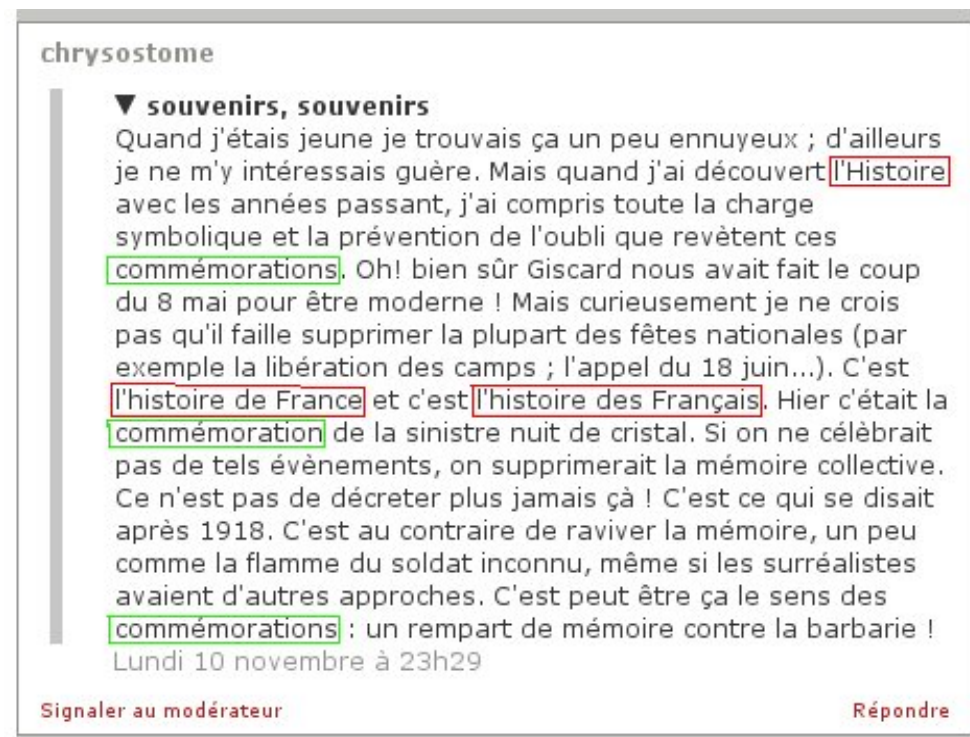 chrysostome
▼ souvenirs, souvenirs
Quand j'étais jeune je trouvais ça un peu ennuyeux ; d'ailleurs
je ne m'y intéressais guère. Mais quand j'ai découvert l'Histoire
avec les années passant, j'ai compris toute la charge
symbolique et la prévention de l'oubli que revètent ces
commémorations. Oh! bien sûr Giscard nous avait fait le coup
du 8 mai pour être moderne ! Mais curieusement je ne crois
pas qu'il faille supprimer la plupart des fêtes nationales (par
exemple la libération des camps ; l'appel du 18 juin...). C'est
l'histoire de France et c'est l'histoire des Français. Hier c'était la
commémoration de la sinistre nuit de cristal. Si on ne célèbrait
pas de tels évènements, on supprimerait la mémoire collective.
Ce n'est pas de décreter plus jamais çà ! C'est ce qui se disait
après 1918. C'est au contraire de raviver la mémoire, un peu
comme la flamme du soldat inconnu, même si les surréalistes
avaient d'autres approches. C'est peut être ça le sens des
commémorations : un rempart de mémoire contre la barbarie !
Lundi 10 novembre à 23h29
Signaler au modérateur
Répondre